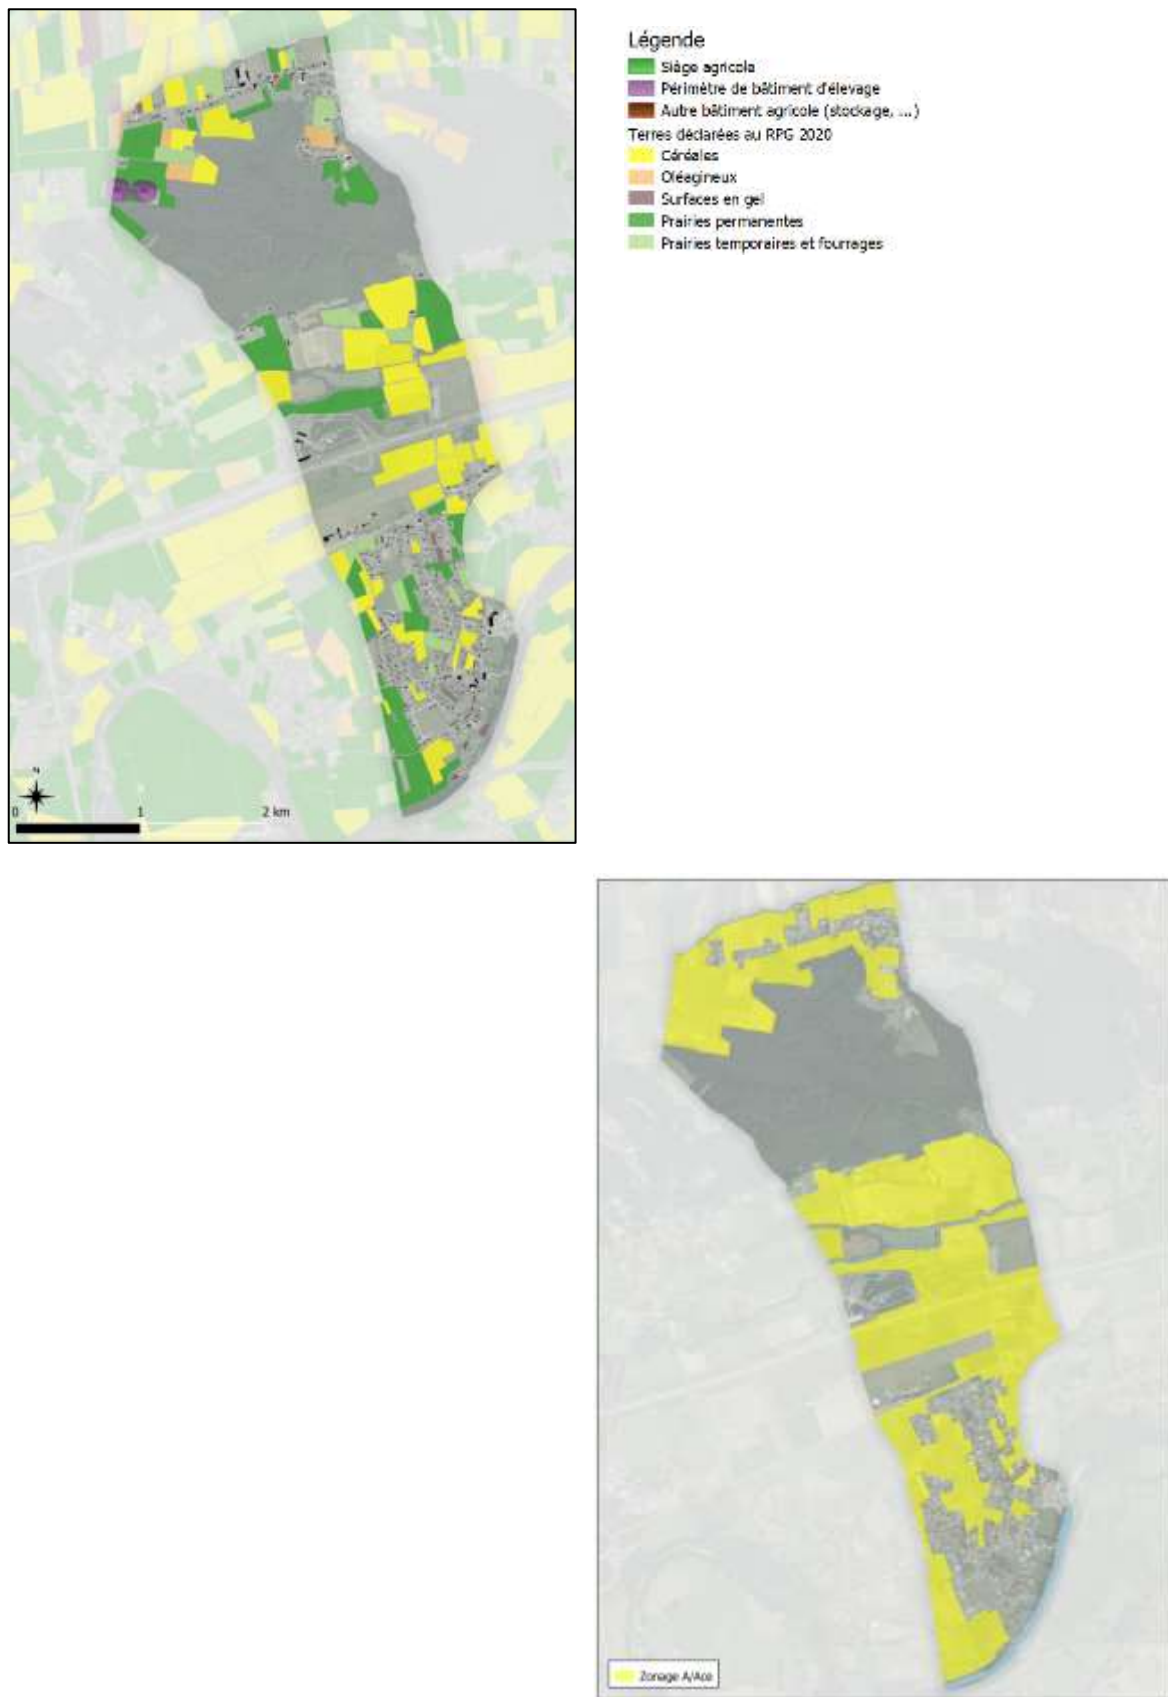 Légende
Siège agricole
Périmètre de bâtiment d'élevage
Autre bâtiment agricole (stockage, ...)
Terres déclarées au RPG 2020
Céréales
Oléagineux
Surfaces en gel
Prairies permanentes
Prairies temporaires et fourrages
N
0 1 2 km
Zonage A/Ace